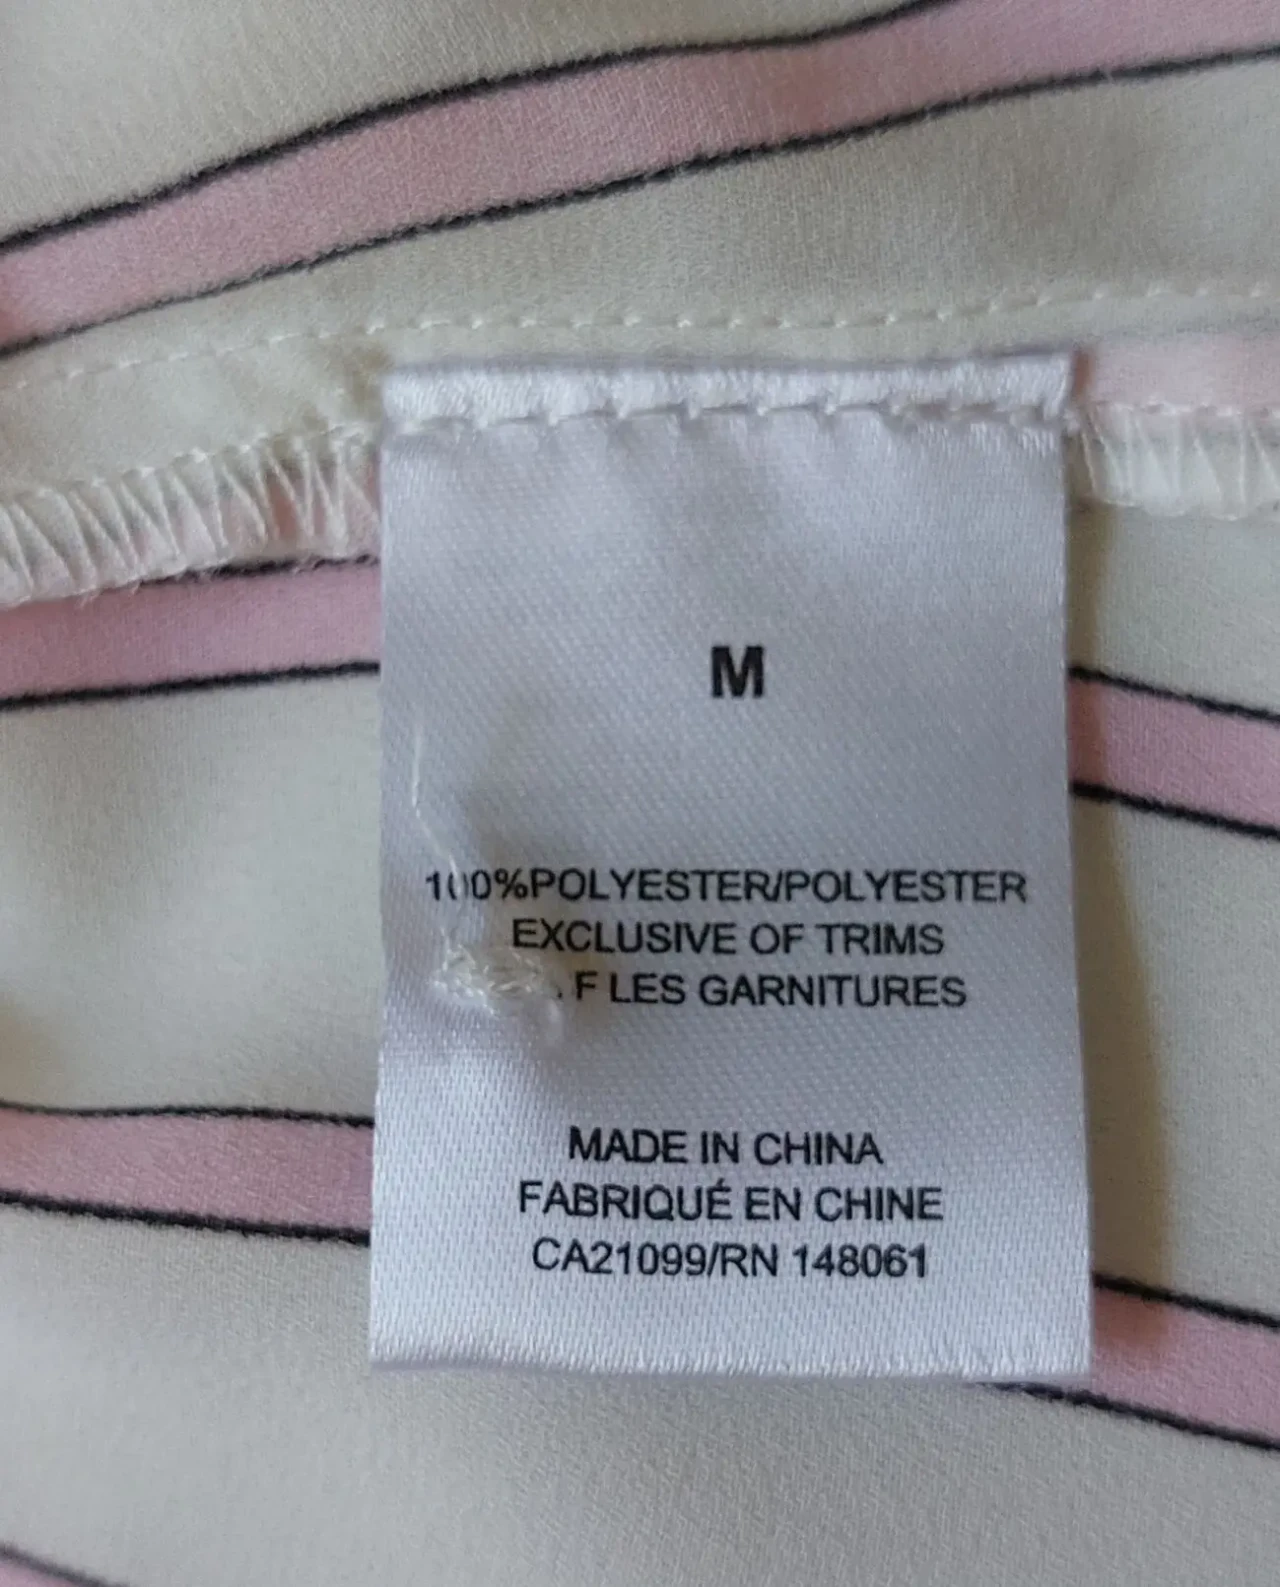 M
100%POLYESTER/POLYESTER
EXCLUSIVE OF TRIMS
LES GARNITURES
MADE IN CHINA
FABRIQUÉ EN CHINE
CA21099/RN 148061